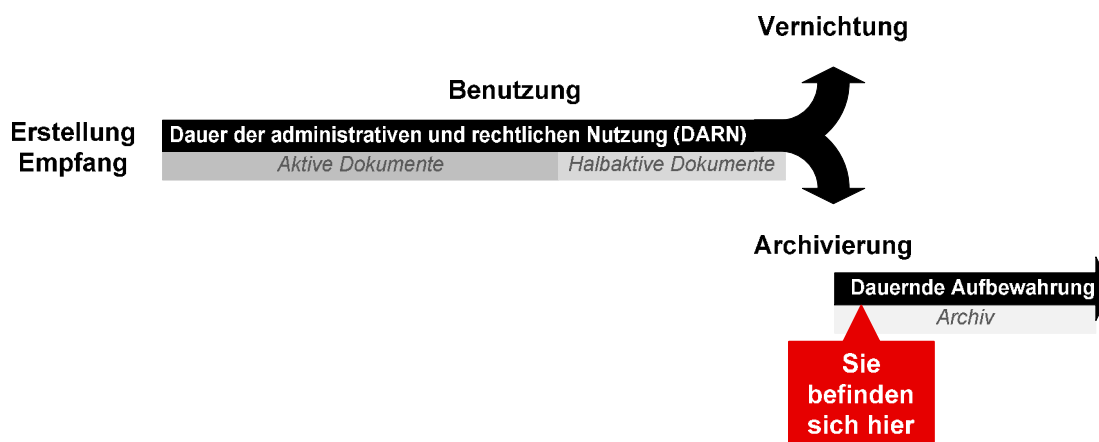 Vernichtung
Benutzung
Erstellung
Empfang
Dauer der administrativen und rechtlichen Nutzung (DARN)
Aktive Dokumente
Halbaktive Dokumente
Archivierung
Dauernde Aufbewahrung
Archiv
Sie
befinden
sich hier